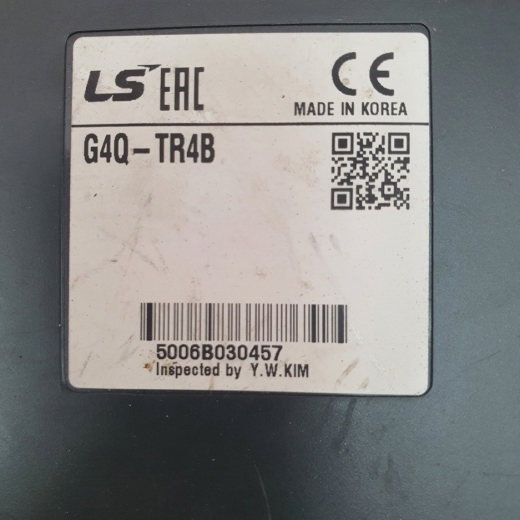 LS EAC CE
MADE IN KOREA
G4Q-TR4B
5006B030457
Inspected by Y.W.KIM